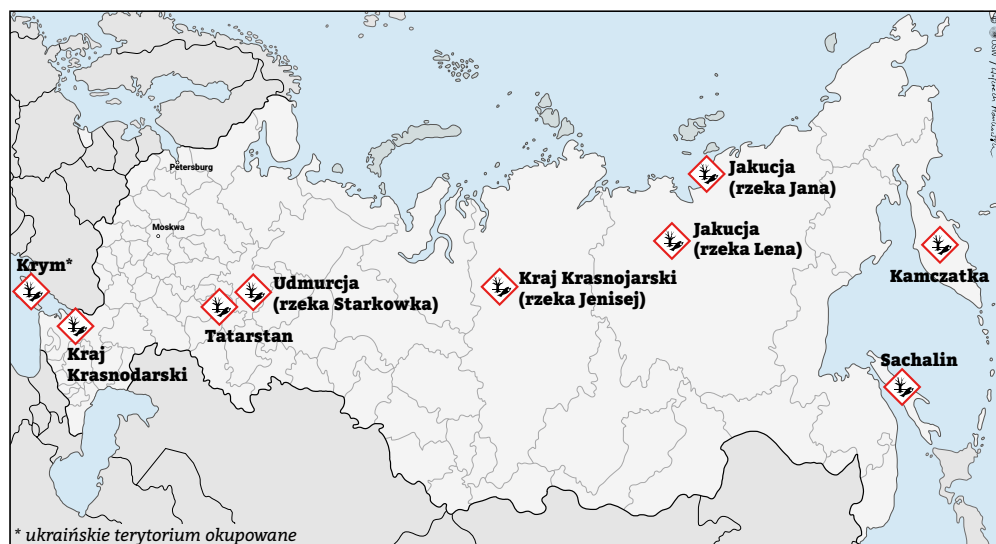 Petersburg
Moskwa
Krym*
Kraj
Krasnodarski
Udmurcja
(rzeka Starkowka)
Tatarstan
Kraj Krasnojarski
(rzeka Jenisej)
Jakucja
(rzeka Jana)
Jakucja
(rzeka Lena)
Kamczatka
Sachalin
* ukraińskie terytorium okupowane